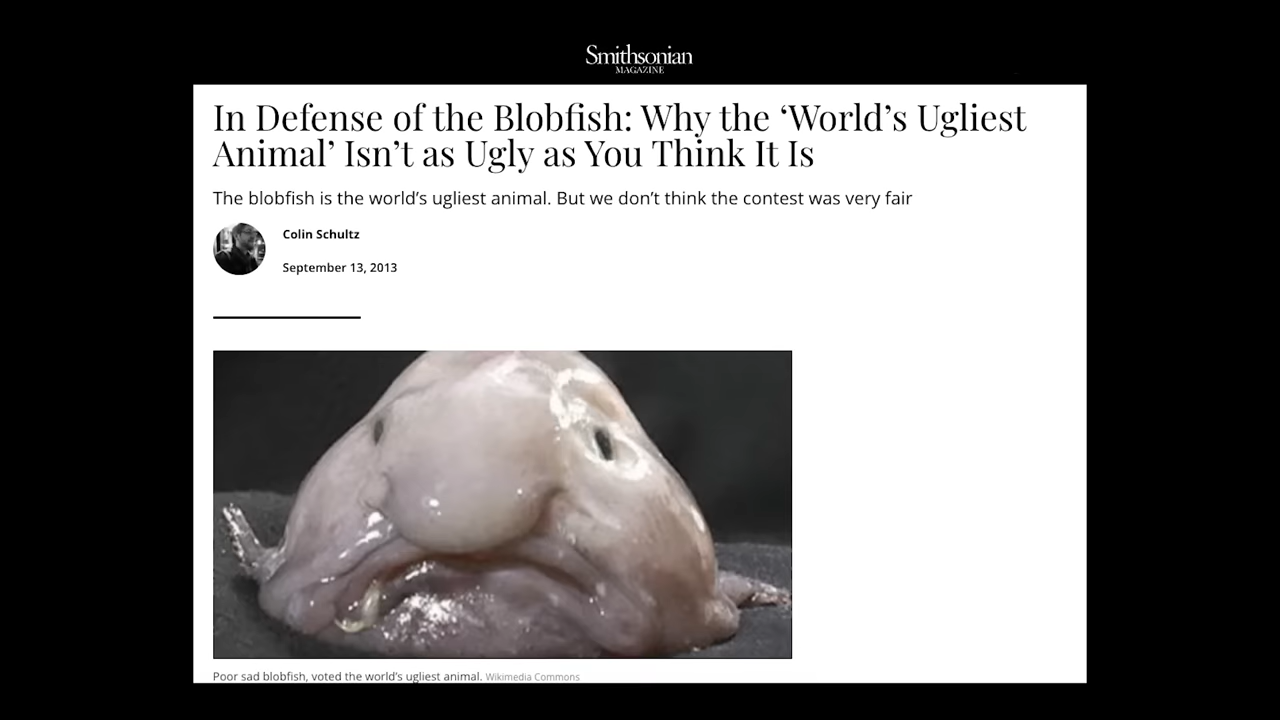 Smithsonian
MAGAZINE
In Defense of the Blobfish: Why the ‘World’s Ugliest
Animal’ Isn’t as Ugly as You Think It Is
The blobfish is the world’s ugliest animal. But we don’t think the contest was very fair
Colin Schultz
September 13, 2013
Poor sad blobfish, voted the world’s ugliest animal. Wikimedia Commons